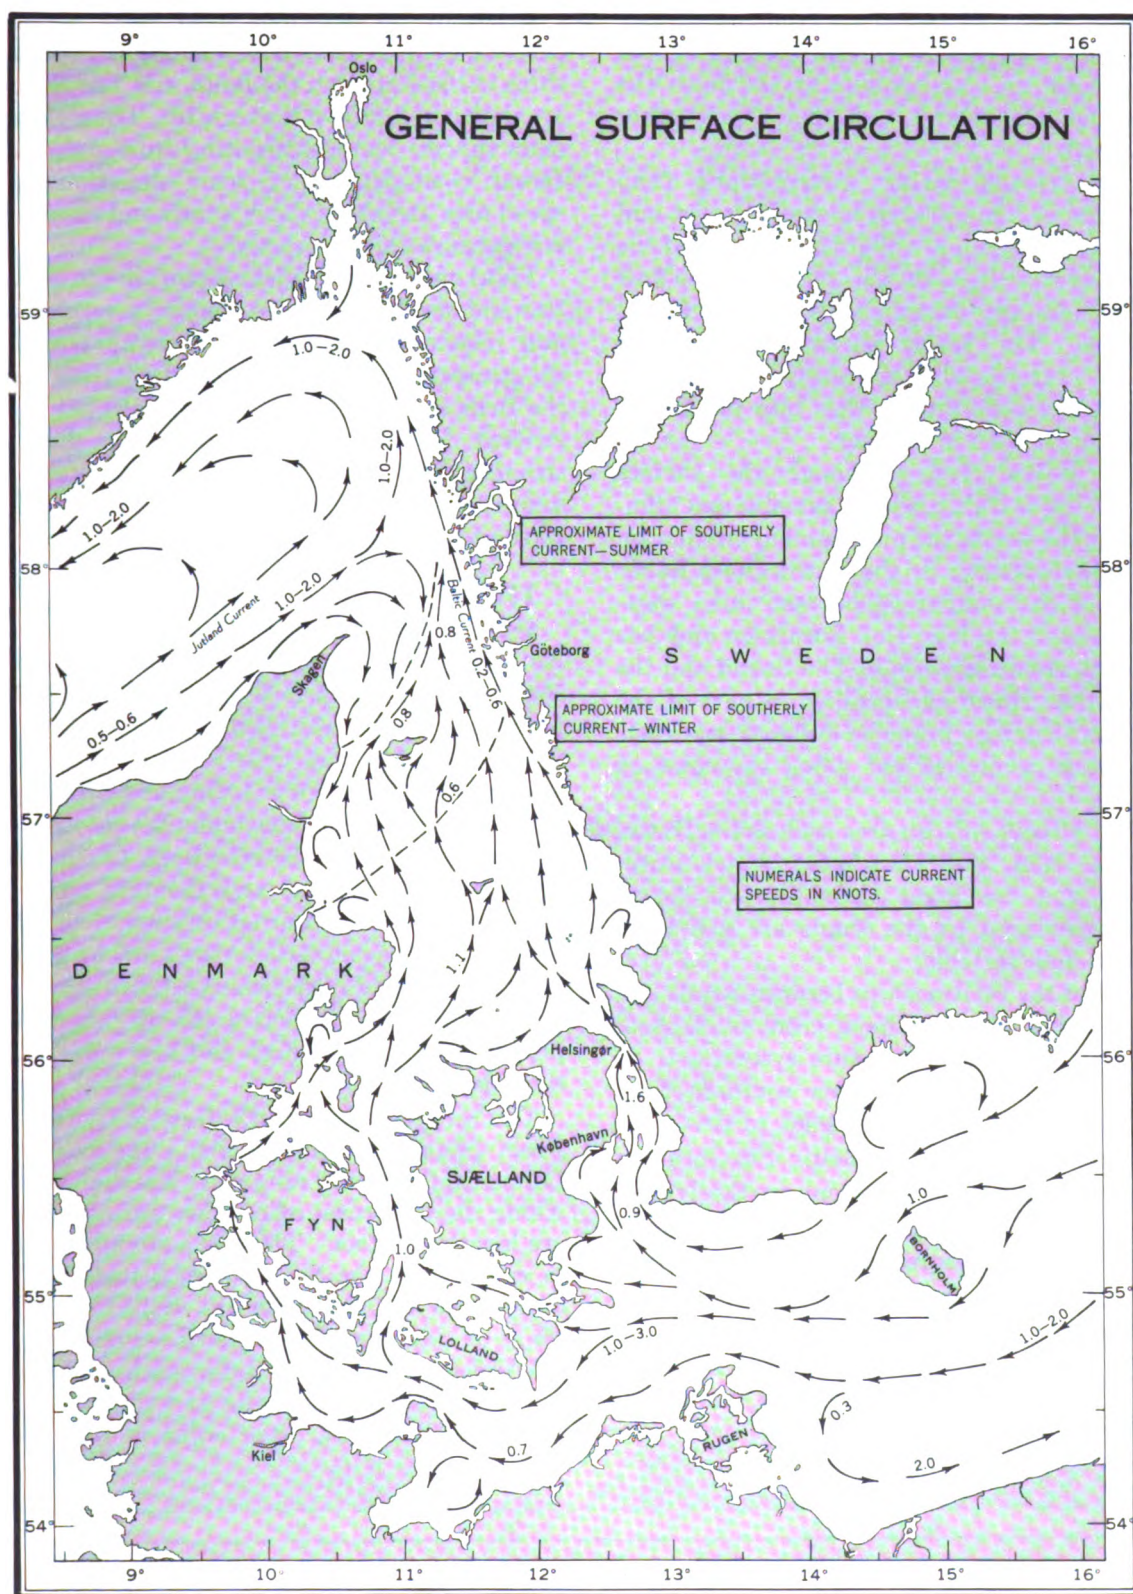 9° 10° 11° 12° 13° 14° 15° 16°
Oslo
GENERAL SURFACE CIRCULATION
59° 59°
1.0—2.0
1.0—2.0
1.0—2.0
APPROXIMATE LIMIT OF SOUTHERLY
CURRENT—SUMMER
58° 58°
1.0—2.0
Jutland Current
Baltic Current
0.8
Göteborg
SWEDEN
Skagen
0.2—0.6
APPROXIMATE LIMIT OF SOUTHERLY
CURRENT— WINTER
0.8
0.5—0.6
0.6
57° 57°
NUMERALS INDICATE CURRENT
SPEEDS IN KNOTS.
DENMARK
1.1
56° 56°
Helsingør
1.6
København
SJÆLLAND
1.0
FYN
0.9
1.0
BORNHOLM
55° 55°
LOLLAND
1.0—3.0
1.0—2.0
0.3
RUGEN
Kiel
0.7
2.0
54° 54°
9° 10° 11° 12° 13° 14° 15° 16°